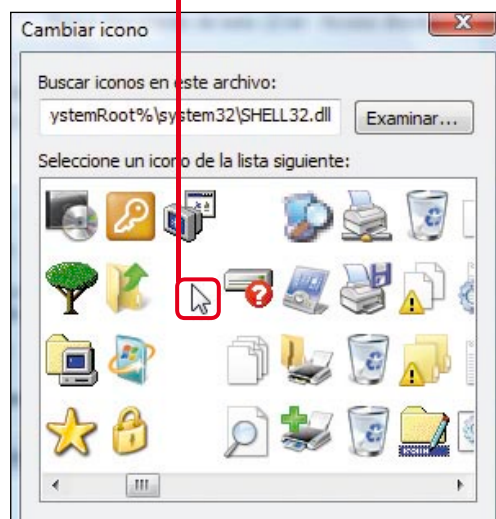 Cambiar icono
Buscar iconos en este archivo:
ystemRoot%\system32\SHELL32.dll
Examinar...
Seleccione un icono de la lista siguiente: